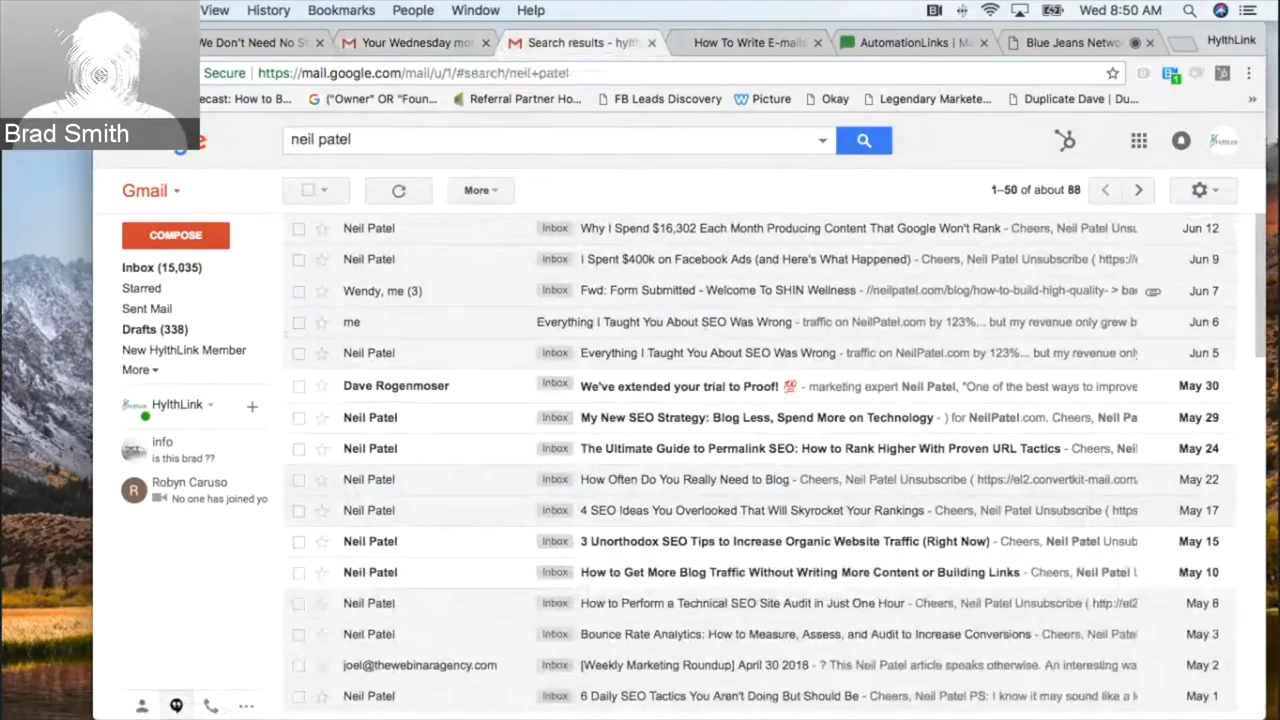 View History Bookmarks People Window Help Wed 8:50 AM
We Don't Need No S Your Wednesday mor Search results - hylth How To Write E-mails AutomationLinks | Ma Blue Jeans Netwo HylthLink
Secure https://mail.google.com/mail/u/1/#search/neil+patel
ecast: How to B... ("Owner" OR "Foun... Referral Partner Ho... FB Leads Discovery Picture Okay Legendary Markete... Duplicate Dave | Du... »
Brad Smith
neil patel
Gmail More 1–50 of about 88
COMPOSE
Inbox (15,035)
Starred
Sent Mail
Drafts (338)
New HylthLink Member
More
HylthLink +
info
is this brad ??
R Robyn Caruso
No one has joined yo
Neil Patel Inbox Why I Spend $16,302 Each Month Producing Content That Google Won't Rank - Cheers, Neil Patel Unsu Jun 12
Neil Patel Inbox I Spent $400k on Facebook Ads (and Here's What Happened) - Cheers, Neil Patel Unsubscribe ( https:// Jun 9
Wendy, me (3) Inbox Fwd: Form Submitted - Welcome To SHIN Wellness - //neilpatel.com/blog/how-to-build-high-quality- > bac Jun 7
me Everything I Taught You About SEO Was Wrong - traffic on NeilPatel.com by 123%... but my revenue only grew b Jun 6
Neil Patel Inbox Everything I Taught You About SEO Was Wrong - traffic on NeilPatel.com by 123%... but my revenue only Jun 5
Dave Rogenmoser Inbox We've extended your trial to Proof! 💯 - marketing expert Neil Patel, "One of the best ways to improve May 30
Neil Patel Inbox My New SEO Strategy: Blog Less, Spend More on Technology - ) for NeilPatel.com. Cheers, Neil Pa May 29
Neil Patel Inbox The Ultimate Guide to Permalink SEO: How to Rank Higher With Proven URL Tactics - Cheers, Neil May 24
Neil Patel Inbox How Often Do You Really Need to Blog - Cheers, Neil Patel Unsubscribe ( https://el2.convertkit-mail.com May 22
Neil Patel Inbox 4 SEO Ideas You Overlooked That Will Skyrocket Your Rankings - Cheers, Neil Patel Unsubscribe ( https May 17
Neil Patel Inbox 3 Unorthodox SEO Tips to Increase Organic Website Traffic (Right Now) - Cheers, Neil Patel Unsub May 15
Neil Patel Inbox How to Get More Blog Traffic Without Writing More Content or Building Links - Cheers, Neil Patel May 10
Neil Patel Inbox How to Perform a Technical SEO Site Audit in Just One Hour - Cheers, Neil Patel Unsubscribe ( http://el2 May 8
Neil Patel Inbox Bounce Rate Analytics: How to Measure, Assess, and Audit to Increase Conversions - Cheers, Neil Patel May 3
joel@thewebinaragency.com Inbox [Weekly Marketing Roundup] April 30 2018 - ? This Neil Patel article speaks otherwise. An interesting wa May 2
Neil Patel Inbox 6 Daily SEO Tactics You Aren't Doing But Should Be - Cheers, Neil Patel PS: I know it may sound like a May 1